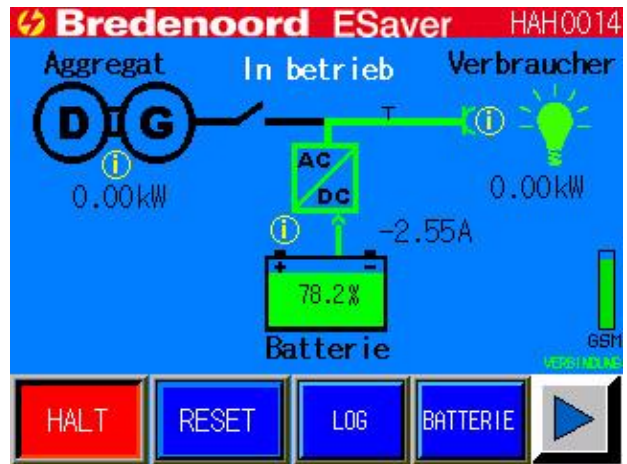 Bredenoord ESaver HAH0014
Aggregat In betrieb Verbraucher
D G
i i
0.00kW AC DC 0.00kW
i -2.55A
+ -
78.2%
Batterie GSM
VERBINDUNG
HALT RESET LOG BATTERIE